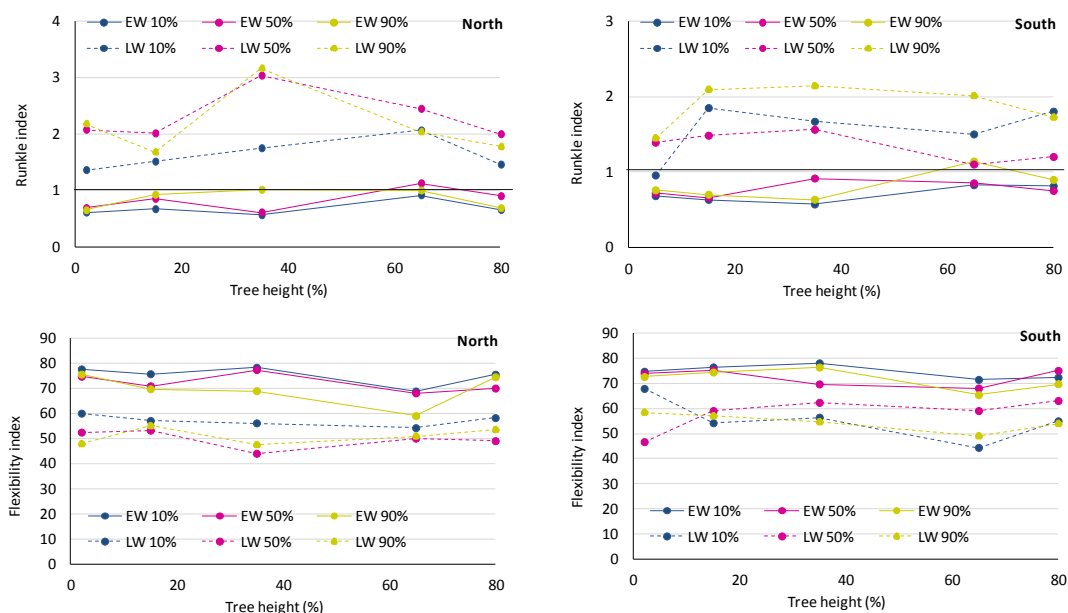 EW 10% EW 50% EW 90%
LW 10% LW 50% LW 90%
North
4
3
2
1
0
Runkle index
0 20 40 60 80
Tree height (%)
EW 10% EW 50% EW 90%
LW 10% LW 50% LW 90%
South
3
2
1
0
Runkle index
0 20 40 60 80
Tree height (%)
North
90
80
70
60
50
40
30
20
10
0
Flexibility index
EW 10% EW 50% EW 90%
LW 10% LW 50% LW 90%
0 20 40 60 80
Tree height (%)
South
90
80
70
60
50
40
30
20
10
0
Flexibility index
EW 10% EW 50% EW 90%
LW 10% LW 50% LW 90%
0 20 40 60 80
Tree height (%)